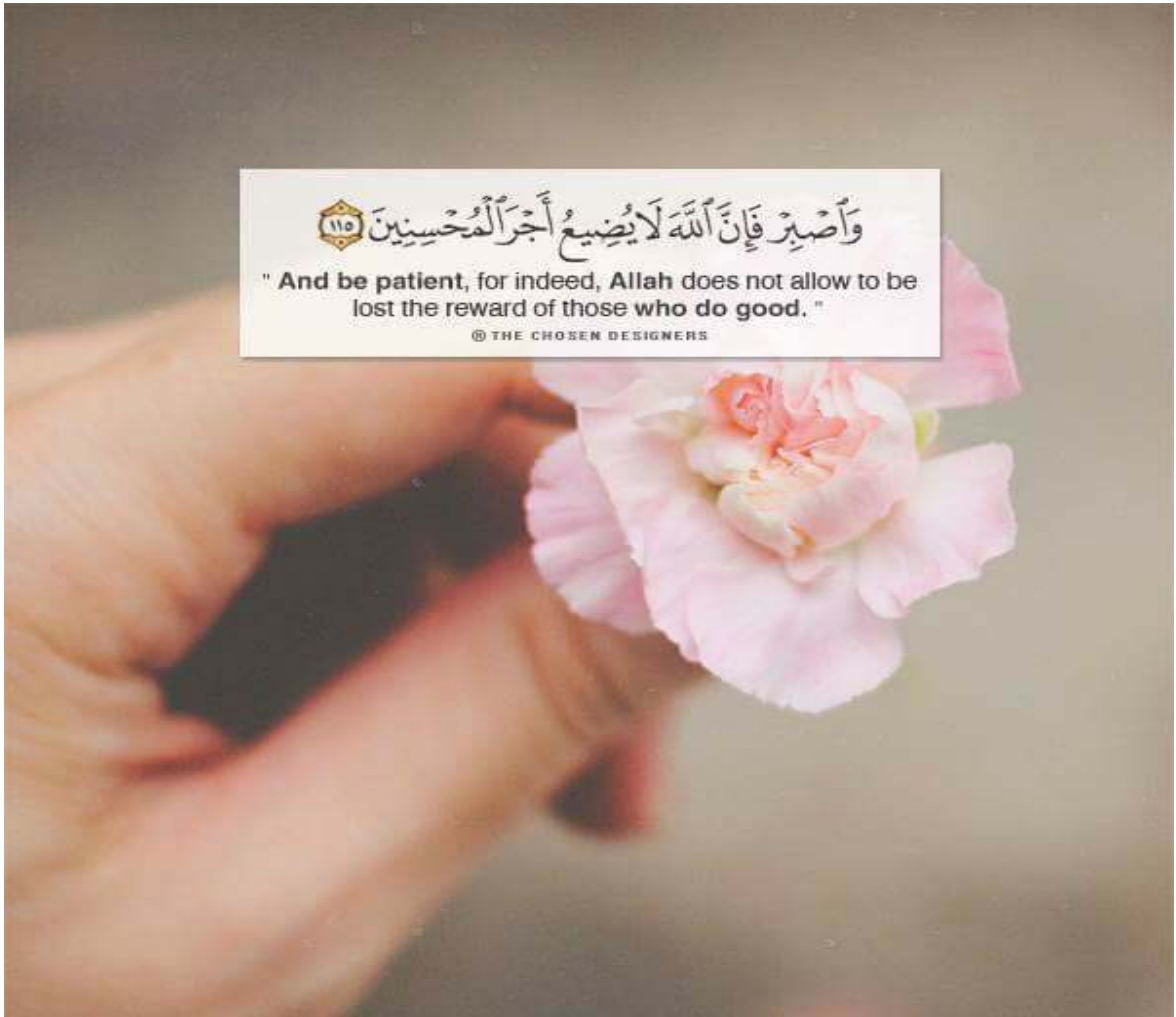 وَٱصْبِرْ فَإِنَّ ٱللَّهَ لَا يُضِيعُ أَجْرَ ٱلْمُحْسِنِينَ ١١٥
" And be patient, for indeed, Allah does not allow to be
lost the reward of those who do good. "
® THE CHOSEN DESIGNERS